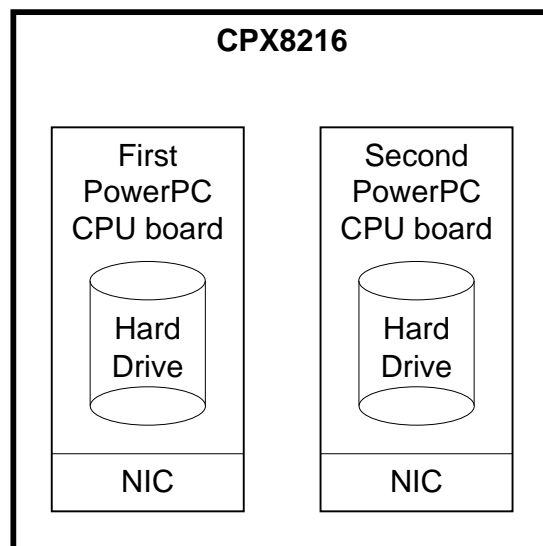 CPX8216
First
PowerPC
CPU board
Hard
Drive
NIC
Second
PowerPC
CPU board
Hard
Drive
NIC